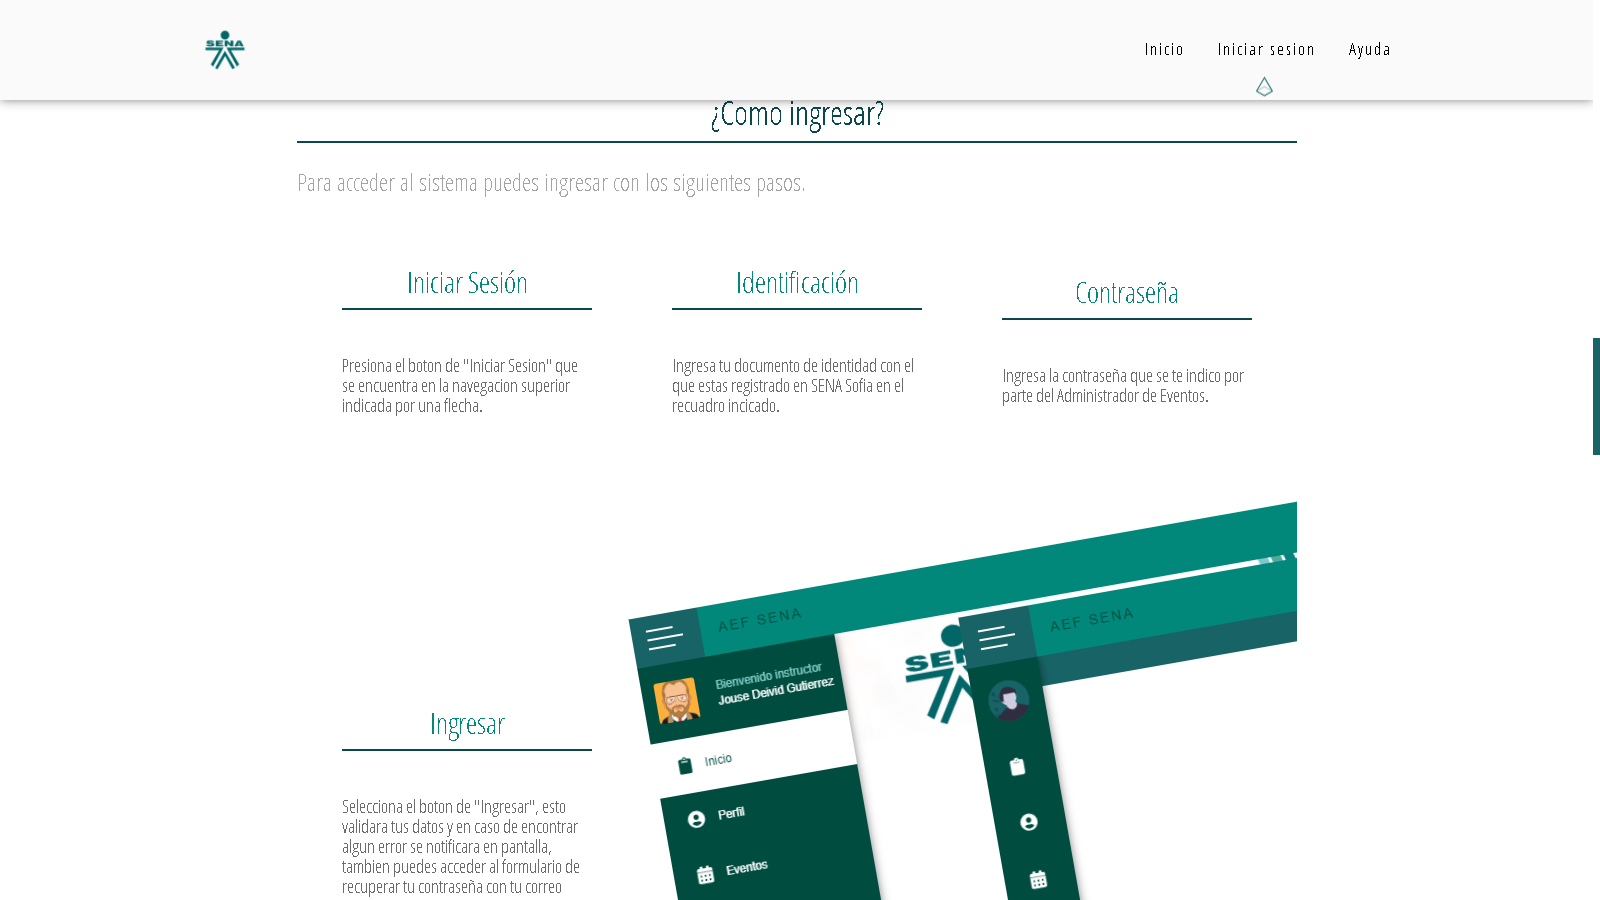 SENA
Inicio
Iniciar sesion
Ayuda
¿Como ingresar?
Para acceder al sistema puedes ingresar con los siguientes pasos.
Iniciar Sesión
Presiona el boton de "Iniciar Sesion" que
se encuentra en la navegacion superior
indicada por una flecha.
Identificación
Ingresa tu documento de identidad con el
que estas registrado en SENA Sofia en el
recuadro incicado.
Contraseña
Ingresa la contraseña que se te indico por
parte del Administrador de Eventos.
Ingresar
Selecciona el boton de "Ingresar", esto
validara tus datos y en caso de encontrar
algun error se notificara en pantalla,
tambien puedes acceder al formulario de
recuperar tu contraseña con tu correo
AEF SENA
Bienvenido instructor
Jouse Deivid Gutierrez
Inicio
Perfil
Eventos
AEF SENA